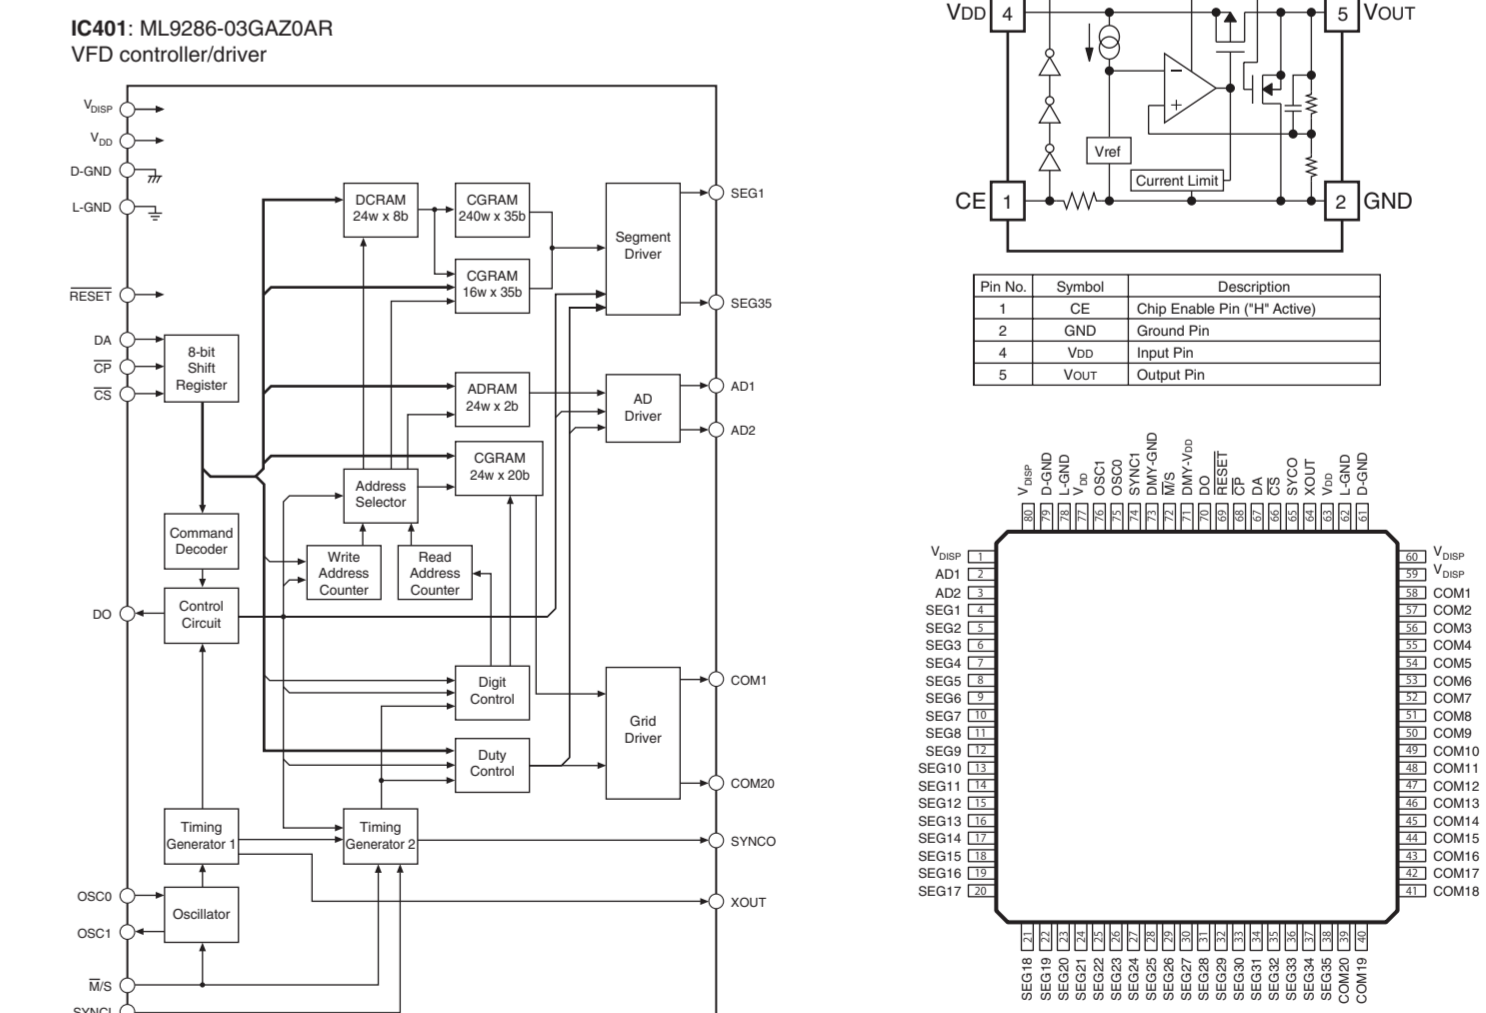 IC401: ML9286-03GAZ0AR
VFD controller/driver
VDISP
VDD
D-GND
L-GND
RESET
DA
CP
CS
DO
OSC0
OSC1
M/S
8-bit
Shift
Register
Command
Decoder
Control
Circuit
Timing
Generator 1
Oscillator
DCRAM
24w x 8b
CGRAM
240w x 35b
CGRAM
16w x 35b
ADRAM
24w x 2b
CGRAM
24w x 20b
Address
Selector
Write
Address
Counter
Read
Address
Counter
Digit
Control
Duty
Control
Timing
Generator 2
Segment
Driver
AD
Driver
Grid
Driver
SEG1
SEG35
AD1
AD2
COM1
COM20
SYNCO
XOUT
VDD 4
5 VOUT
Vref
Current Limit
CE 1
2 GND
Pin No. Symbol Description
1 CE Chip Enable Pin ("H" Active)
2 GND Ground Pin
4 VDD Input Pin
5 VOUT Output Pin
VDISP 80
D-GND 79
L-GND 78
VDD 77
OSC1 76
OSC0 75
SYNC1 74
DMY-GND 73
M/S 72
DMY-VDD 71
DO 70
RESET 69
CP 68
DA 67
CS 66
SYCO 65
XOUT 64
VDD 63
L-GND 62
D-GND 61
VDISP 1
AD1 2
AD2 3
SEG1 4
SEG2 5
SEG3 6
SEG4 7
SEG5 8
SEG6 9
SEG7 10
SEG8 11
SEG9 12
SEG10 13
SEG11 14
SEG12 15
SEG13 16
SEG14 17
SEG15 18
SEG16 19
SEG17 20
60 VDISP
59 VDISP
58 COM1
57 COM2
56 COM3
55 COM4
54 COM5
53 COM6
52 COM7
51 COM8
50 COM9
49 COM10
48 COM11
47 COM12
46 COM13
45 COM14
44 COM15
43 COM16
42 COM17
41 COM18
21 SEG18
22 SEG19
23 SEG20
24 SEG21
25 SEG22
26 SEG23
27 SEG24
28 SEG25
29 SEG26
30 SEG27
31 SEG28
32 SEG29
33 SEG30
34 SEG31
35 SEG32
36 SEG33
37 SEG34
38 SEG35
39 COM20
40 COM19